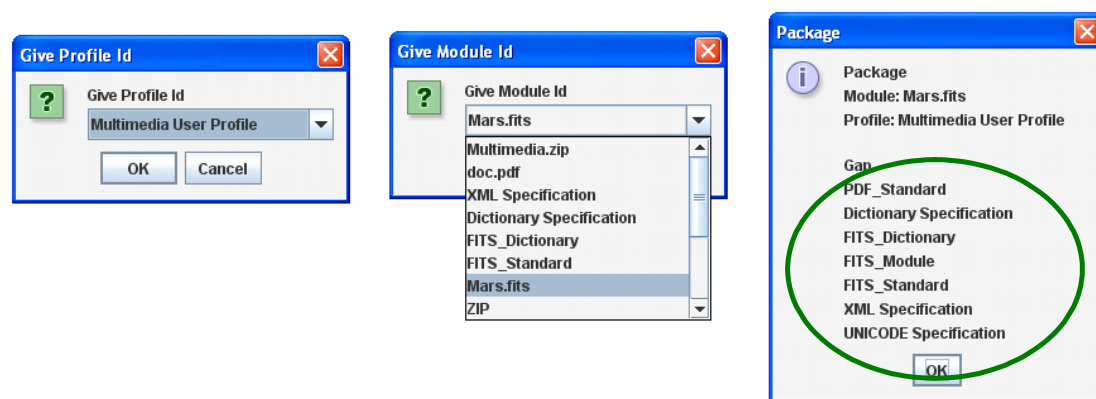 Give Profile Id
Give Profile Id
Multimedia User Profile
OK Cancel
Give Module Id
Give Module Id
Mars.fits
Multimedia.zip
doc.pdf
XML Specification
Dictionary Specification
FITS_Dictionary
FITS_Standard
Mars.fits
ZIP
Package
Package
Module: Mars.fits
Profile: Multimedia User Profile
Gap
PDF_Standard
Dictionary Specification
FITS_Dictionary
FITS_Module
FITS_Standard
XML Specification
UNICODE Specification
OK